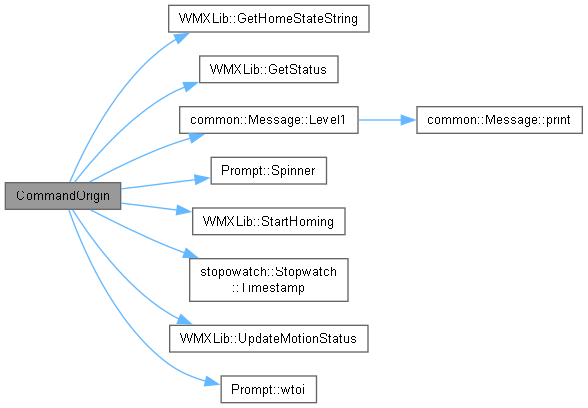 WMXLib::GetHomeStateString
WMXLib::GetStatus
common::Message::Level1
common::Message::print
Prompt::Spinner
CommandOrigin
WMXLib::StartHoming
stopowatch::Stopwatch
::Timestamp
WMXLib::UpdateMotionStatus
Prompt::wtoi